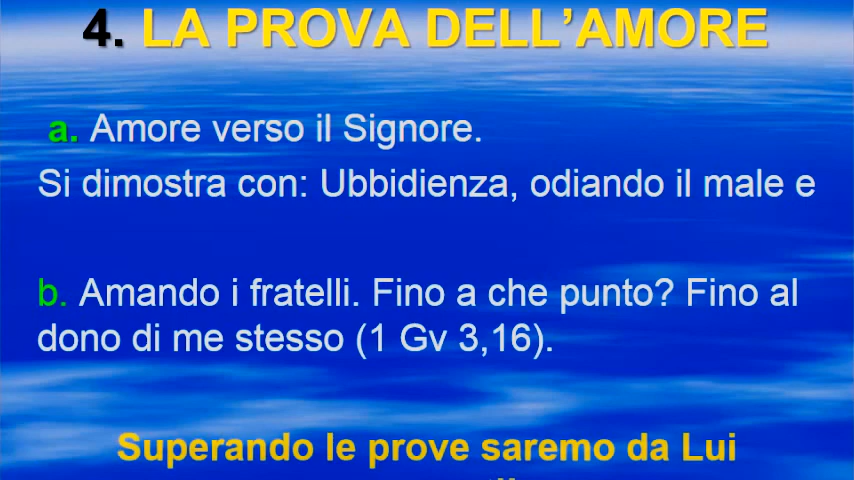 4. LA PROVA DELL’AMORE
a. Amore verso il Signore.
Si dimostra con: Ubbidienza, odiando il male e
b. Amando i fratelli. Fino a che punto? Fino al
dono di me stesso (1 Gv 3,16).
Superando le prove saremo da Lui